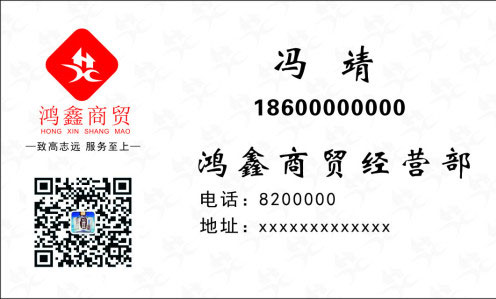 鸿鑫商贸
HONG XIN SHANG MAO
—致高志远 服务至上—
冯 靖
18600000000
鸿鑫商贸经营部
电话：8200000
地址：xxxxxxxxxxxxx